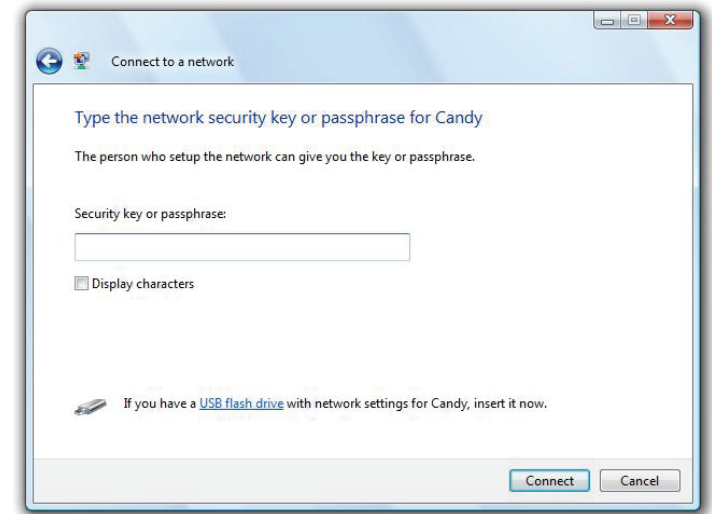 Connect to a network
Type the network security key or passphrase for Candy
The person who setup the network can give you the key or passphrase.
Security key or passphrase:
Display characters
If you have a USB flash drive with network settings for Candy, insert it now.
Connect Cancel